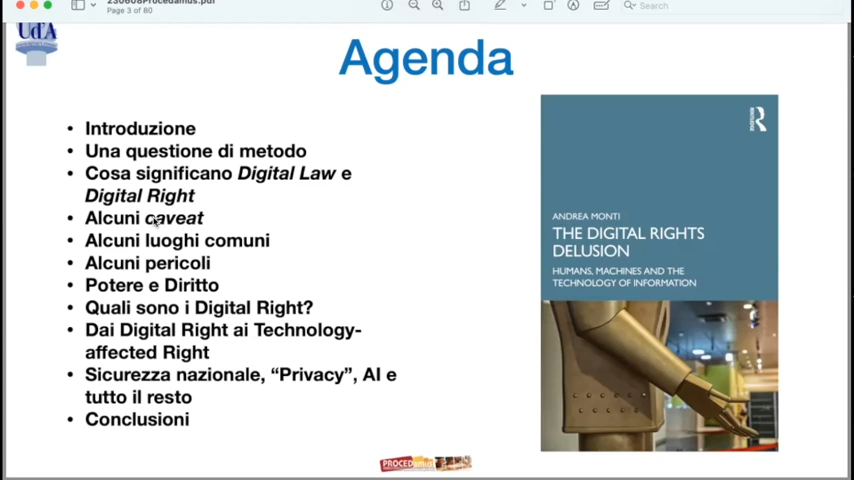 230608Procedamus.pdf
Page 3 of 80
Search
Ud'A
Agenda
• Introduzione
• Una questione di metodo
• Cosa significano Digital Law e
Digital Right
• Alcuni caveat
• Alcuni luoghi comuni
• Alcuni pericoli
• Potere e Diritto
• Quali sono i Digital Right?
• Dai Digital Right ai Technology-
affected Right
• Sicurezza nazionale, “Privacy”, AI e
tutto il resto
• Conclusioni
ROUTLEDGE
ANDREA MONTI
THE DIGITAL RIGHTS
DELUSION
HUMANS, MACHINES AND THE
TECHNOLOGY OF INFORMATION
PROCEDAMUS